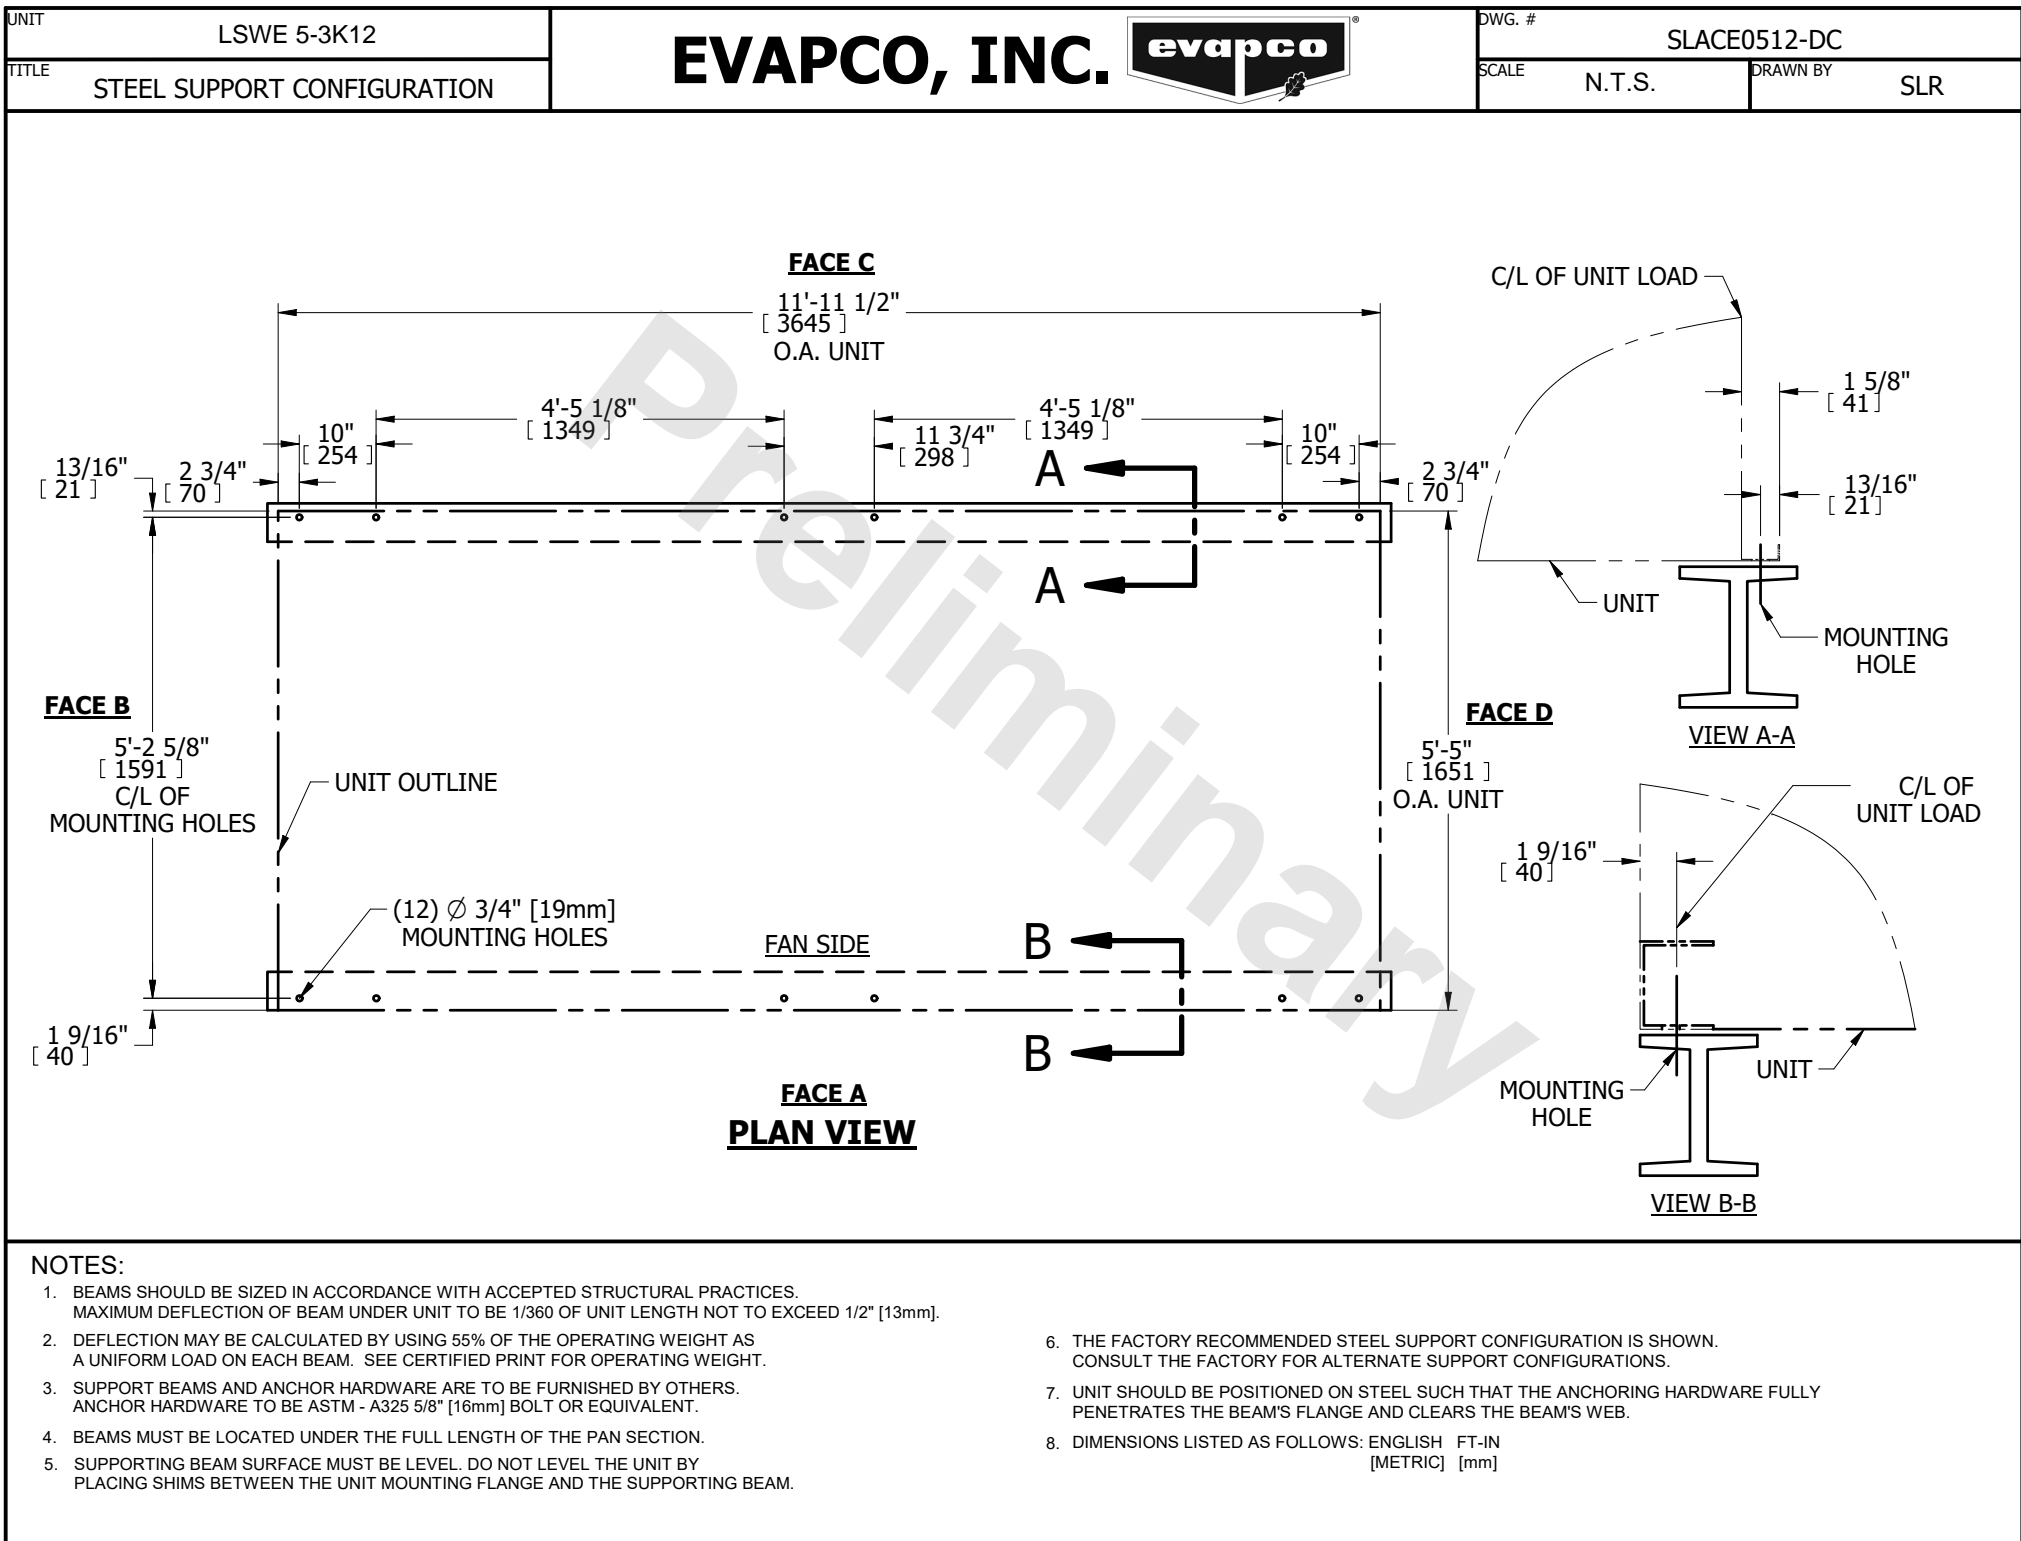 UNIT
LSWE 5-3K12
TITLE
STEEL SUPPORT CONFIGURATION
EVAPCO, INC.
evapco
®
DWG. #
SLACE0512-DC
SCALE
N.T.S.
DRAWN BY
SLR
FACE C
11'-11 1/2"
[ 3645 ]
O.A. UNIT
4'-5 1/8"
[ 1349 ]
4'-5 1/8"
[ 1349 ]
10"
[ 254 ]
11 3/4"
[ 298 ]
10"
[ 254 ]
13/16"
[ 21 ]
2 3/4"
[ 70 ]
2 3/4"
[ 70 ]
A
A
FACE B
5'-2 5/8"
[ 1591 ]
C/L OF
MOUNTING HOLES
UNIT OUTLINE
FACE D
5'-5"
[ 1651 ]
O.A. UNIT
(12) Ø 3/4" [19mm]
MOUNTING HOLES
FAN SIDE
B
B
1 9/16"
[ 40 ]
FACE A
PLAN VIEW
Preliminary
C/L OF UNIT LOAD
1 5/8"
[ 41 ]
13/16"
[ 21 ]
UNIT
MOUNTING
HOLE
VIEW A-A
C/L OF
UNIT LOAD
1 9/16"
[ 40 ]
UNIT
MOUNTING
HOLE
VIEW B-B
NOTES:
1. BEAMS SHOULD BE SIZED IN ACCORDANCE WITH ACCEPTED STRUCTURAL PRACTICES.
MAXIMUM DEFLECTION OF BEAM UNDER UNIT TO BE 1/360 OF UNIT LENGTH NOT TO EXCEED 1/2" [13mm].
2. DEFLECTION MAY BE CALCULATED BY USING 55% OF THE OPERATING WEIGHT AS
A UNIFORM LOAD ON EACH BEAM. SEE CERTIFIED PRINT FOR OPERATING WEIGHT.
3. SUPPORT BEAMS AND ANCHOR HARDWARE ARE TO BE FURNISHED BY OTHERS.
ANCHOR HARDWARE TO BE ASTM - A325 5/8" [16mm] BOLT OR EQUIVALENT.
4. BEAMS MUST BE LOCATED UNDER THE FULL LENGTH OF THE PAN SECTION.
5. SUPPORTING BEAM SURFACE MUST BE LEVEL. DO NOT LEVEL THE UNIT BY
PLACING SHIMS BETWEEN THE UNIT MOUNTING FLANGE AND THE SUPPORTING BEAM.
6. THE FACTORY RECOMMENDED STEEL SUPPORT CONFIGURATION IS SHOWN.
CONSULT THE FACTORY FOR ALTERNATE SUPPORT CONFIGURATIONS.
7. UNIT SHOULD BE POSITIONED ON STEEL SUCH THAT THE ANCHORING HARDWARE FULLY
PENETRATES THE BEAM'S FLANGE AND CLEARS THE BEAM'S WEB.
8. DIMENSIONS LISTED AS FOLLOWS: ENGLISH FT-IN
[METRIC] [mm]